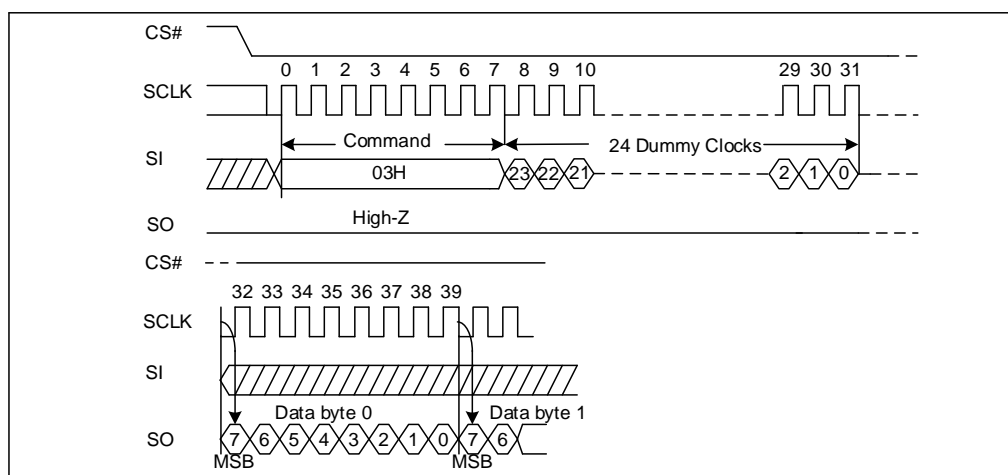 CS#
0 1 2 3 4 5 6 7 8 9 10 29 30 31
SCLK
Command 24 Dummy Clocks
SI
03H 23 22 21 2 1 0
High-Z
SO
CS#
32 33 34 35 36 37 38 39
SCLK
SI
Data byte 0 Data byte 1
SO 7 6 5 4 3 2 1 0 7 6
MSB MSB